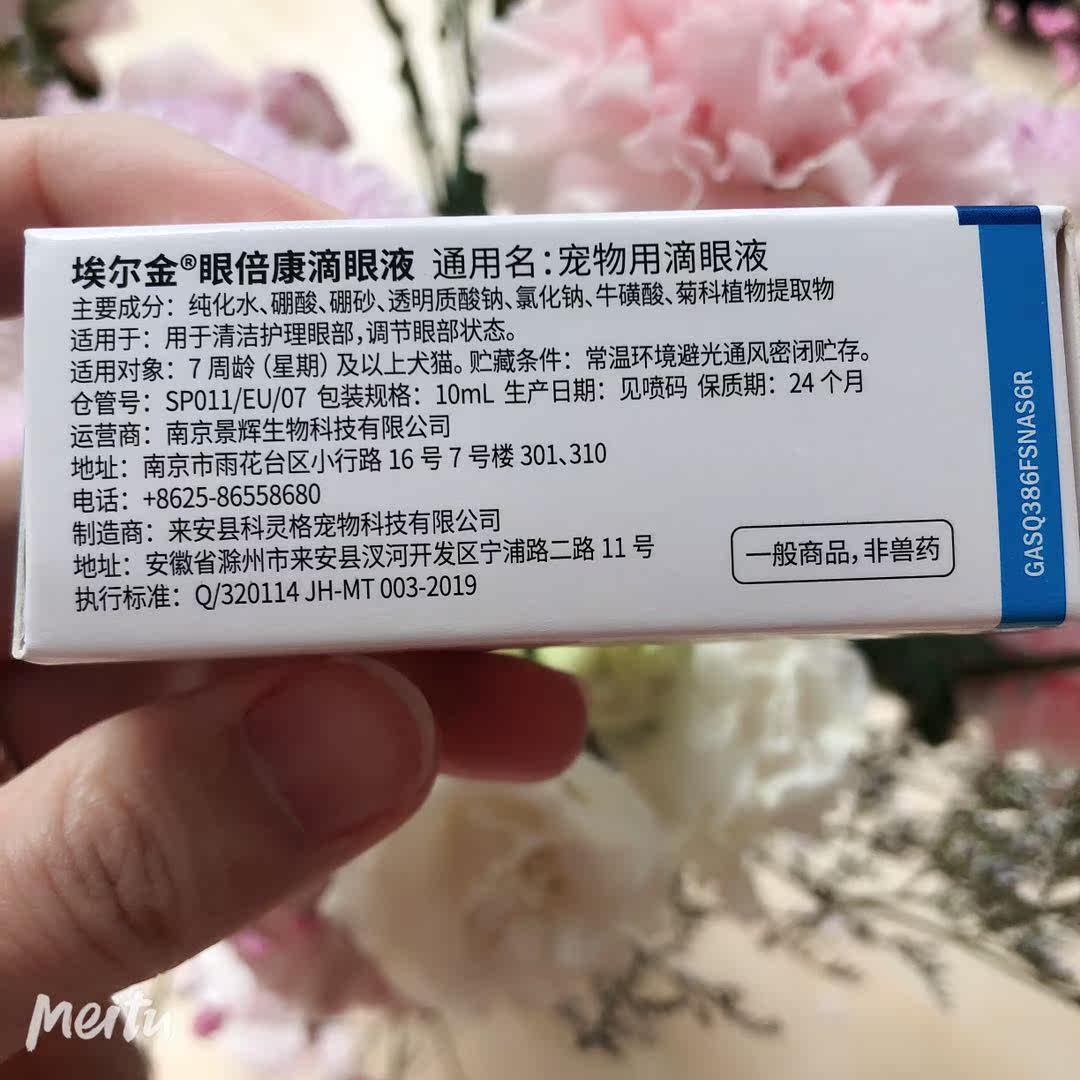 埃尔金®眼倍康滴眼液 通用名：宠物用滴眼液
主要成分：纯化水、硼酸、硼砂、透明质酸钠、氯化钠、牛磺酸、菊科植物提取物
适用于：用于清洁护理眼部，调节眼部状态。
适用对象：7周龄（星期）及以上犬猫。贮藏条件：常温环境避光通风密闭贮存。
仓管号：SP011/EU/07 包装规格：10mL 生产日期：见喷码 保质期：24个月
运营商：南京景辉生物科技有限公司
地址：南京市雨花台区小行路16号7号楼301、310
电话：+8625-86558680
制造商：来安县科灵格宠物科技有限公司
地址：安徽省滁州市来安县汊河开发区宁浦路二路11号
执行标准：Q/320114 JH-MT 003-2019
一般商品，非兽药
GASQ386FSNAS6R
Meitu